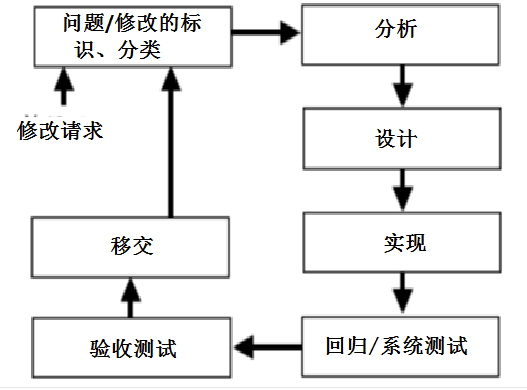 问题/修改的标
识、分类
分析
修改请求
设计
移交
实现
验收测试
回归/系统测试